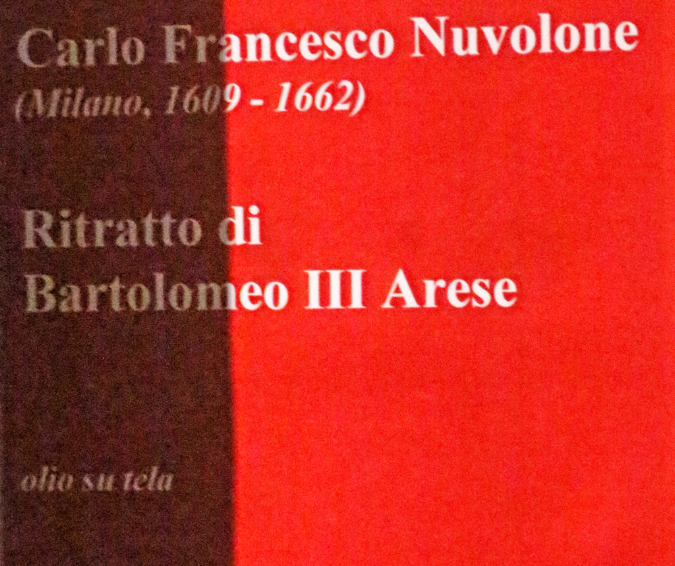 Carlo Francesco Nuvolone
(Milano, 1609 - 1662)
Ritratto di
Bartolomeo III Arese
olio su tela